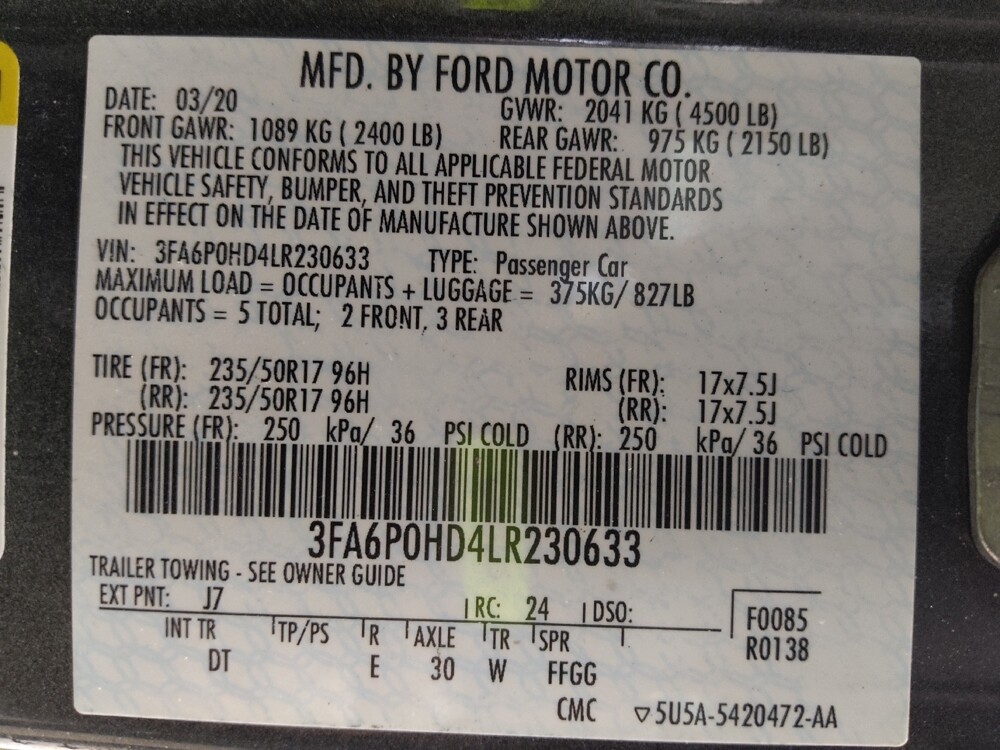 MFD. BY FORD MOTOR CO.
DATE: 03/20 GVWR: 2041 KG ( 4500 LB)
FRONT GAWR: 1089 KG ( 2400 LB) REAR GAWR: 975 KG ( 2150 LB)
THIS VEHICLE CONFORMS TO ALL APPLICABLE FEDERAL MOTOR
VEHICLE SAFETY, BUMPER, AND THEFT PREVENTION STANDARDS
IN EFFECT ON THE DATE OF MANUFACTURE SHOWN ABOVE.
VIN: 3FA6P0HD4LR230633 TYPE: Passenger Car
MAXIMUM LOAD = OCCUPANTS + LUGGAGE = 375KG/ 827LB
OCCUPANTS = 5 TOTAL; 2 FRONT, 3 REAR
TIRE (FR): 235/50R17 96H RIMS (FR): 17x7.5J
(RR): 235/50R17 96H (RR): 17x7.5J
PRESSURE (FR): 250 kPa/ 36 PSI COLD (RR): 250 kPa/ 36 PSI COLD
3FA6P0HD4LR230633
TRAILER TOWING - SEE OWNER GUIDE
EXT PNT: J7 RC: 24 DSO: F0085
INT TR TP/PS R AXLE TR SPR R0138
DT E 30 W FFGG
CMC ▽5U5A-5420472-AA